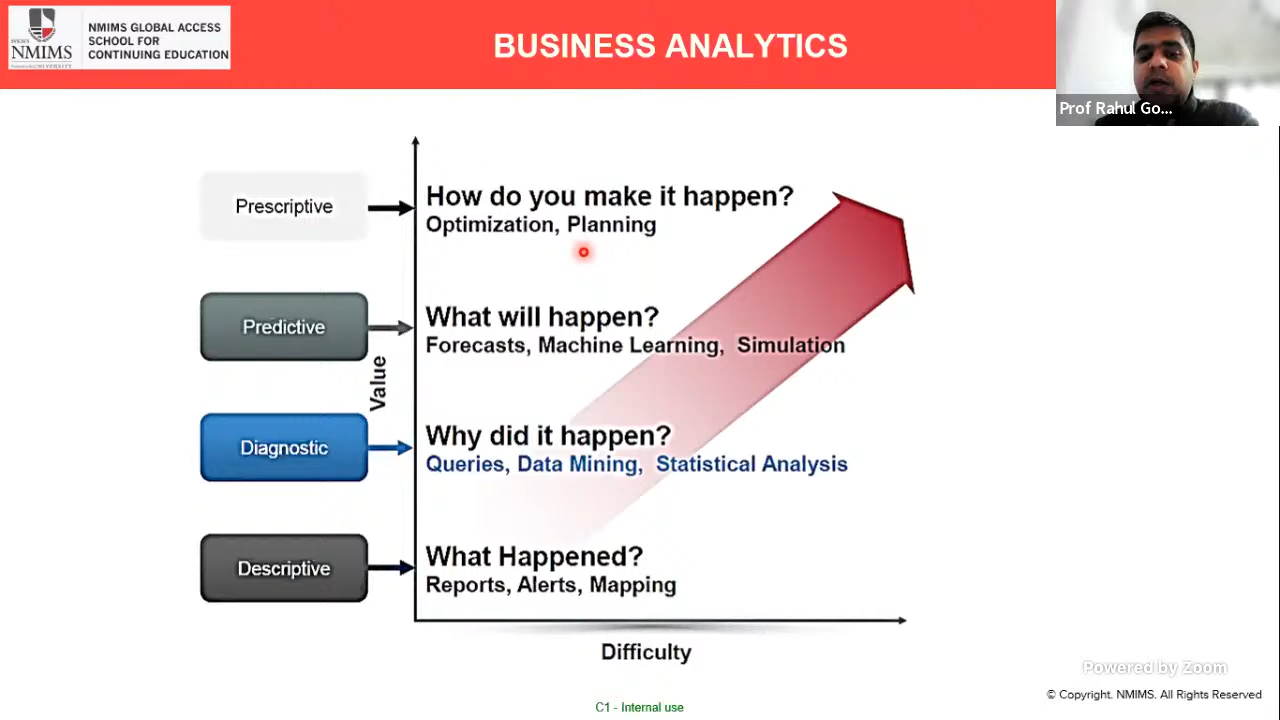 NMIMS
NMIMS GLOBAL ACCESS
SCHOOL FOR
CONTINUING EDUCATION
BUSINESS ANALYTICS
Prof Rahul Go...
Prescriptive
How do you make it happen?
Optimization, Planning
Predictive
What will happen?
Forecasts, Machine Learning, Simulation
Value
Diagnostic
Why did it happen?
Queries, Data Mining, Statistical Analysis
Descriptive
What Happened?
Reports, Alerts, Mapping
Difficulty
Powered by Zoom
© Copyright. NMIMS. All Rights Reserved
C1 - Internal use